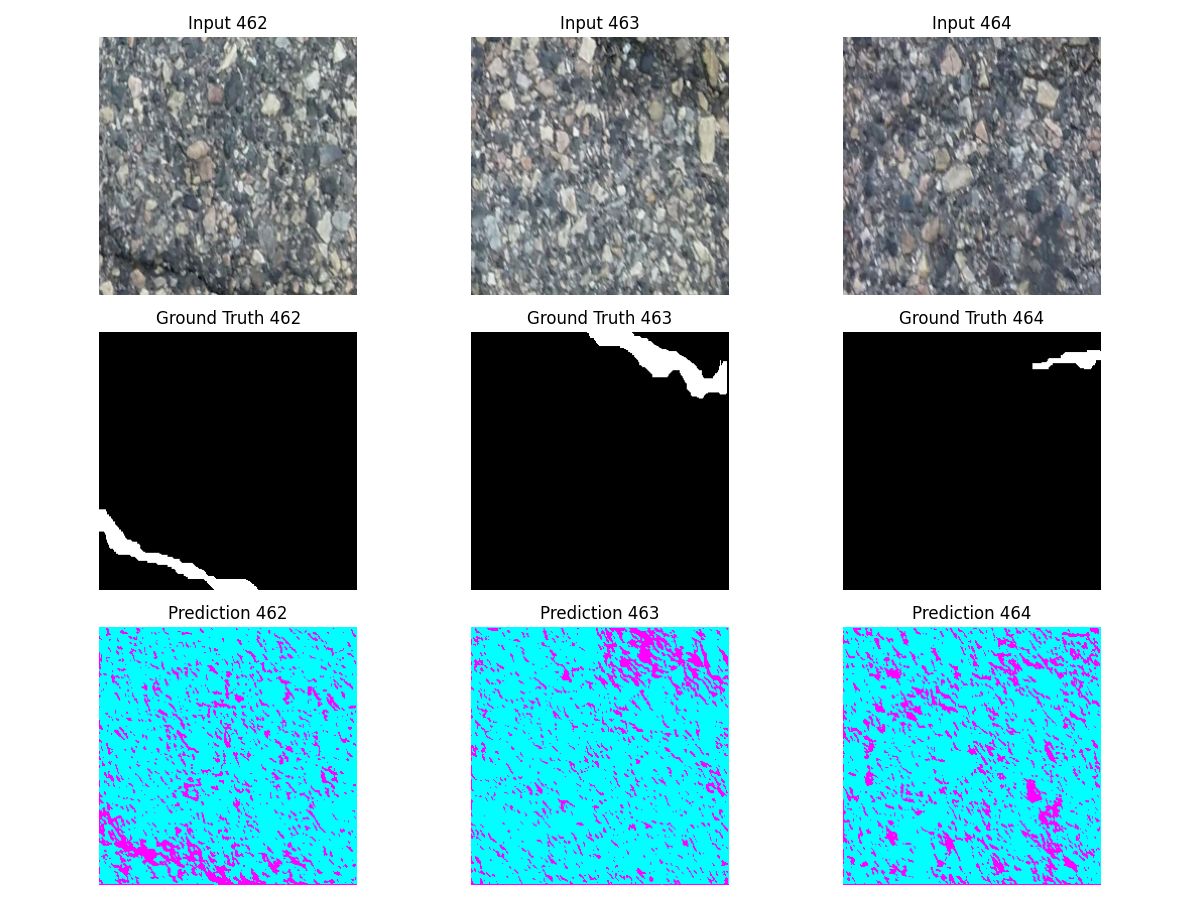 Input 462
Input 463
Input 464
Ground Truth 462
Ground Truth 463
Ground Truth 464
Prediction 462
Prediction 463
Prediction 464